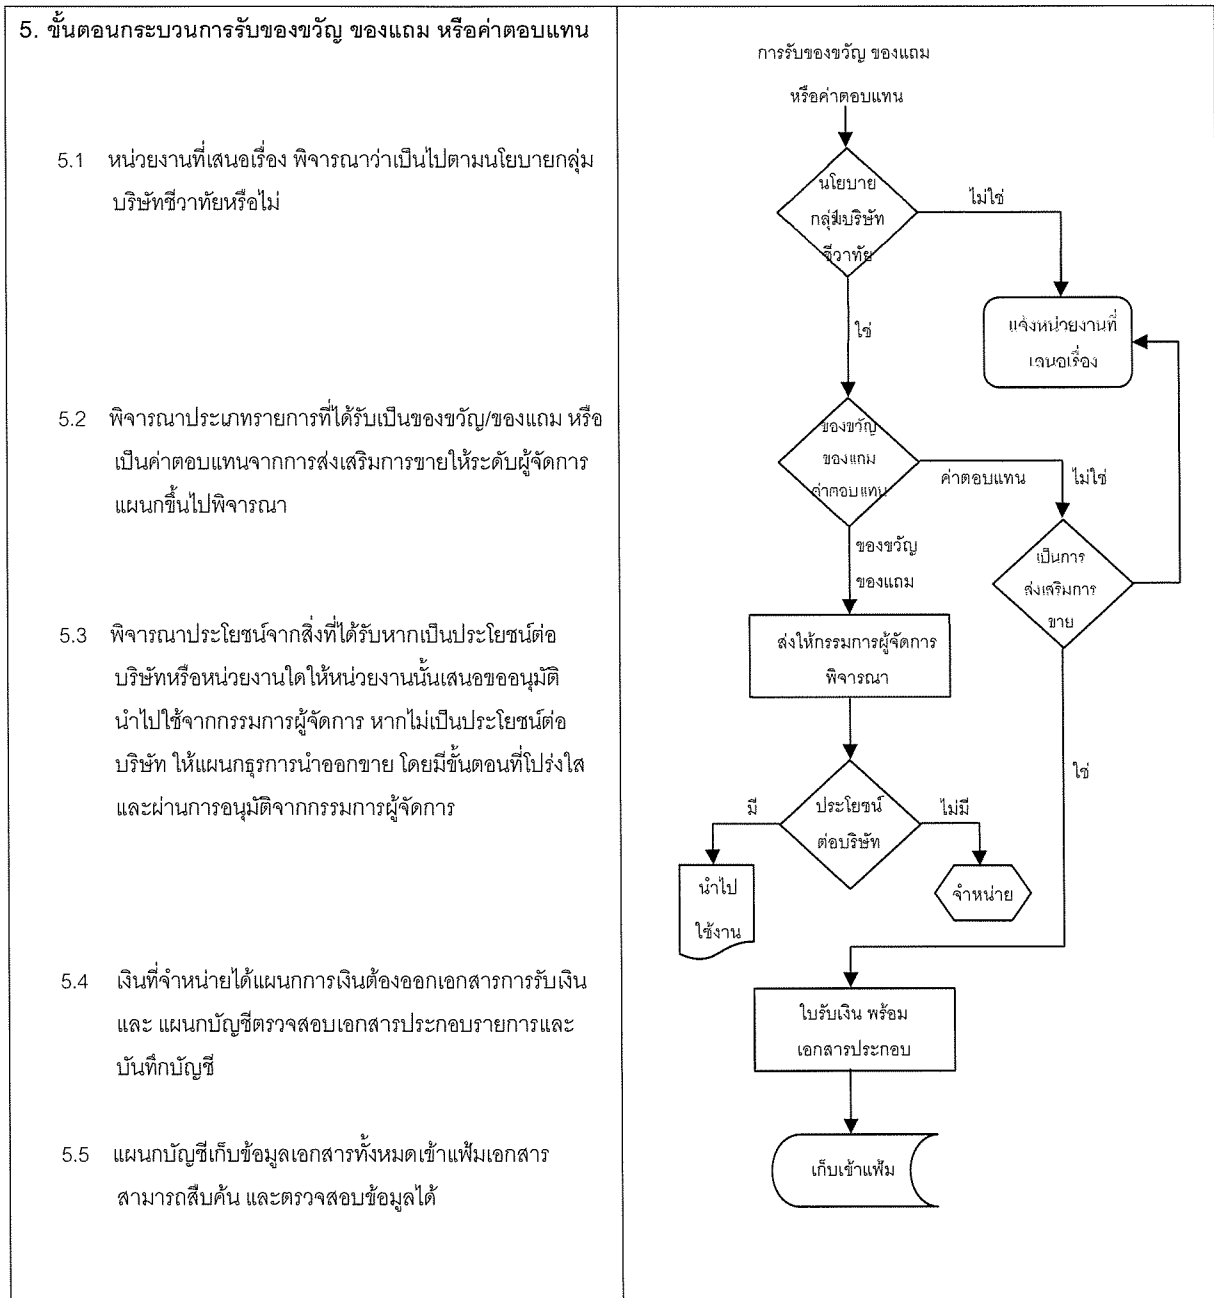 5. ขั้นตอนกระบวนการรับของขวัญ ของแถม หรือค่าตอบแทน
5.1 หน่วยงานที่เสนอเรื่อง พิจารณาว่าเป็นไปตามนโยบายกลุ่ม
บริษัทชีวาทัยหรือไม่
5.2 พิจารณาประเภทรายการที่ได้รับเป็นของขวัญ/ของแถม หรือ
เป็นค่าตอบแทนจากการส่งเสริมการขายให้ระดับผู้จัดการ
แผนกขึ้นไปพิจารณา
5.3 พิจารณาประโยชน์จากสิ่งที่ได้รับหากเป็นประโยชน์ต่อ
บริษัทหรือหน่วยงานใดให้หน่วยงานนั้นเสนอขออนุมัติ
นำไปใช้จากกรรมการผู้จัดการ หากไม่เป็นประโยชน์ต่อ
บริษัท ให้แผนกธุรการนำออกขาย โดยมีขั้นตอนที่โปร่งใส
และผ่านการอนุมัติจากกรรมการผู้จัดการ
5.4 เงินที่จำหน่ายได้แผนกการเงินต้องออกเอกสารการรับเงิน
และ แผนกบัญชีตรวจสอบเอกสารประกอบรายการและ
บันทึกบัญชี
5.5 แผนกบัญชีเก็บข้อมูลเอกสารทั้งหมดเข้าแฟ้มเอกสาร
สามารถสืบค้น และตรวจสอบข้อมูลได้
การรับของขวัญ ของแถม
หรือค่าตอบแทน
นโยบาย
กลุ่มบริษัท
ชีวาทัย
ไม่ใช่
แจ้งหน่วยงานที่
เสนอเรื่อง
ใช่
ของขวัญ
ของแถม
ค่าตอบแทน
ค่าตอบแทน
ไม่ใช่
ของขวัญ
ของแถม
เป็นการ
ส่งเสริมการ
ขาย
ส่งให้กรรมการผู้จัดการ
พิจารณา
ใช่
มี
ประโยชน์
ต่อบริษัท
ไม่มี
นำไป
ใช้งาน
จำหน่าย
ใบรับเงิน พร้อม
เอกสารประกอบ
เก็บเข้าแฟ้ม